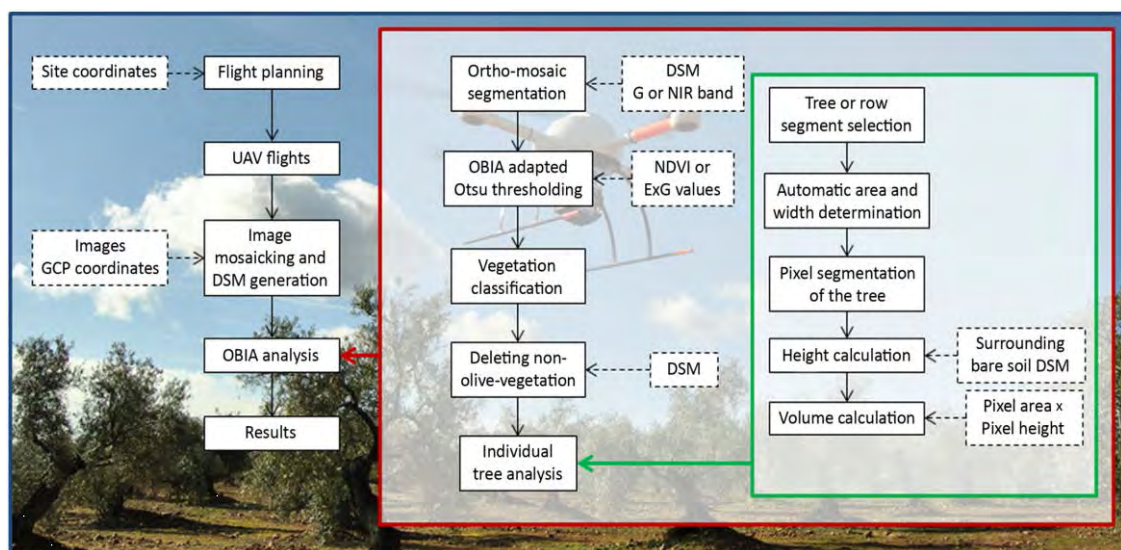 Site coordinates
Flight planning
UAV flights
Images
GCP coordinates
Image
mosaicking and
DSM generation
OBIA analysis
Results
Ortho-mosaic
segmentation
DSM
G or NIR band
OBIA adapted
Otsu thresholding
NDVI or
ExG values
Vegetation
classification
Deleting non-
olive-vegetation
DSM
Individual
tree analysis
Tree or row
segment selection
Automatic area and
width determination
Pixel segmentation
of the tree
Height calculation
Surrounding
bare soil DSM
Volume calculation
Pixel area x
Pixel height